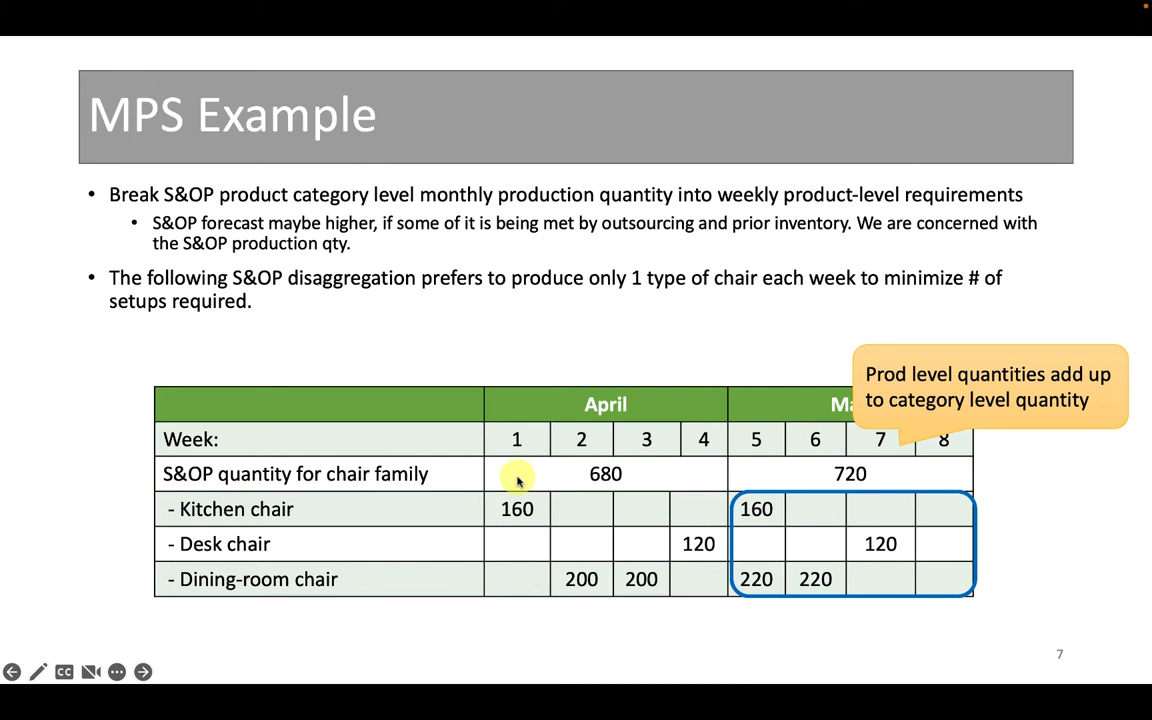 MPS Example
• Break S&OP product category level monthly production quantity into weekly product-level requirements
• S&OP forecast maybe higher, if some of it is being met by outsourcing and prior inventory. We are concerned with
the S&OP production qty.
• The following S&OP disaggregation prefers to produce only 1 type of chair each week to minimize # of
setups required.
Prod level quantities add up
to category level quantity
April
Week: 1 2 3 4 5 6 7 8
S&OP quantity for chair family 680 720
- Kitchen chair 160 160
- Desk chair 120 120
- Dining-room chair 200 200 220 220
7
CC